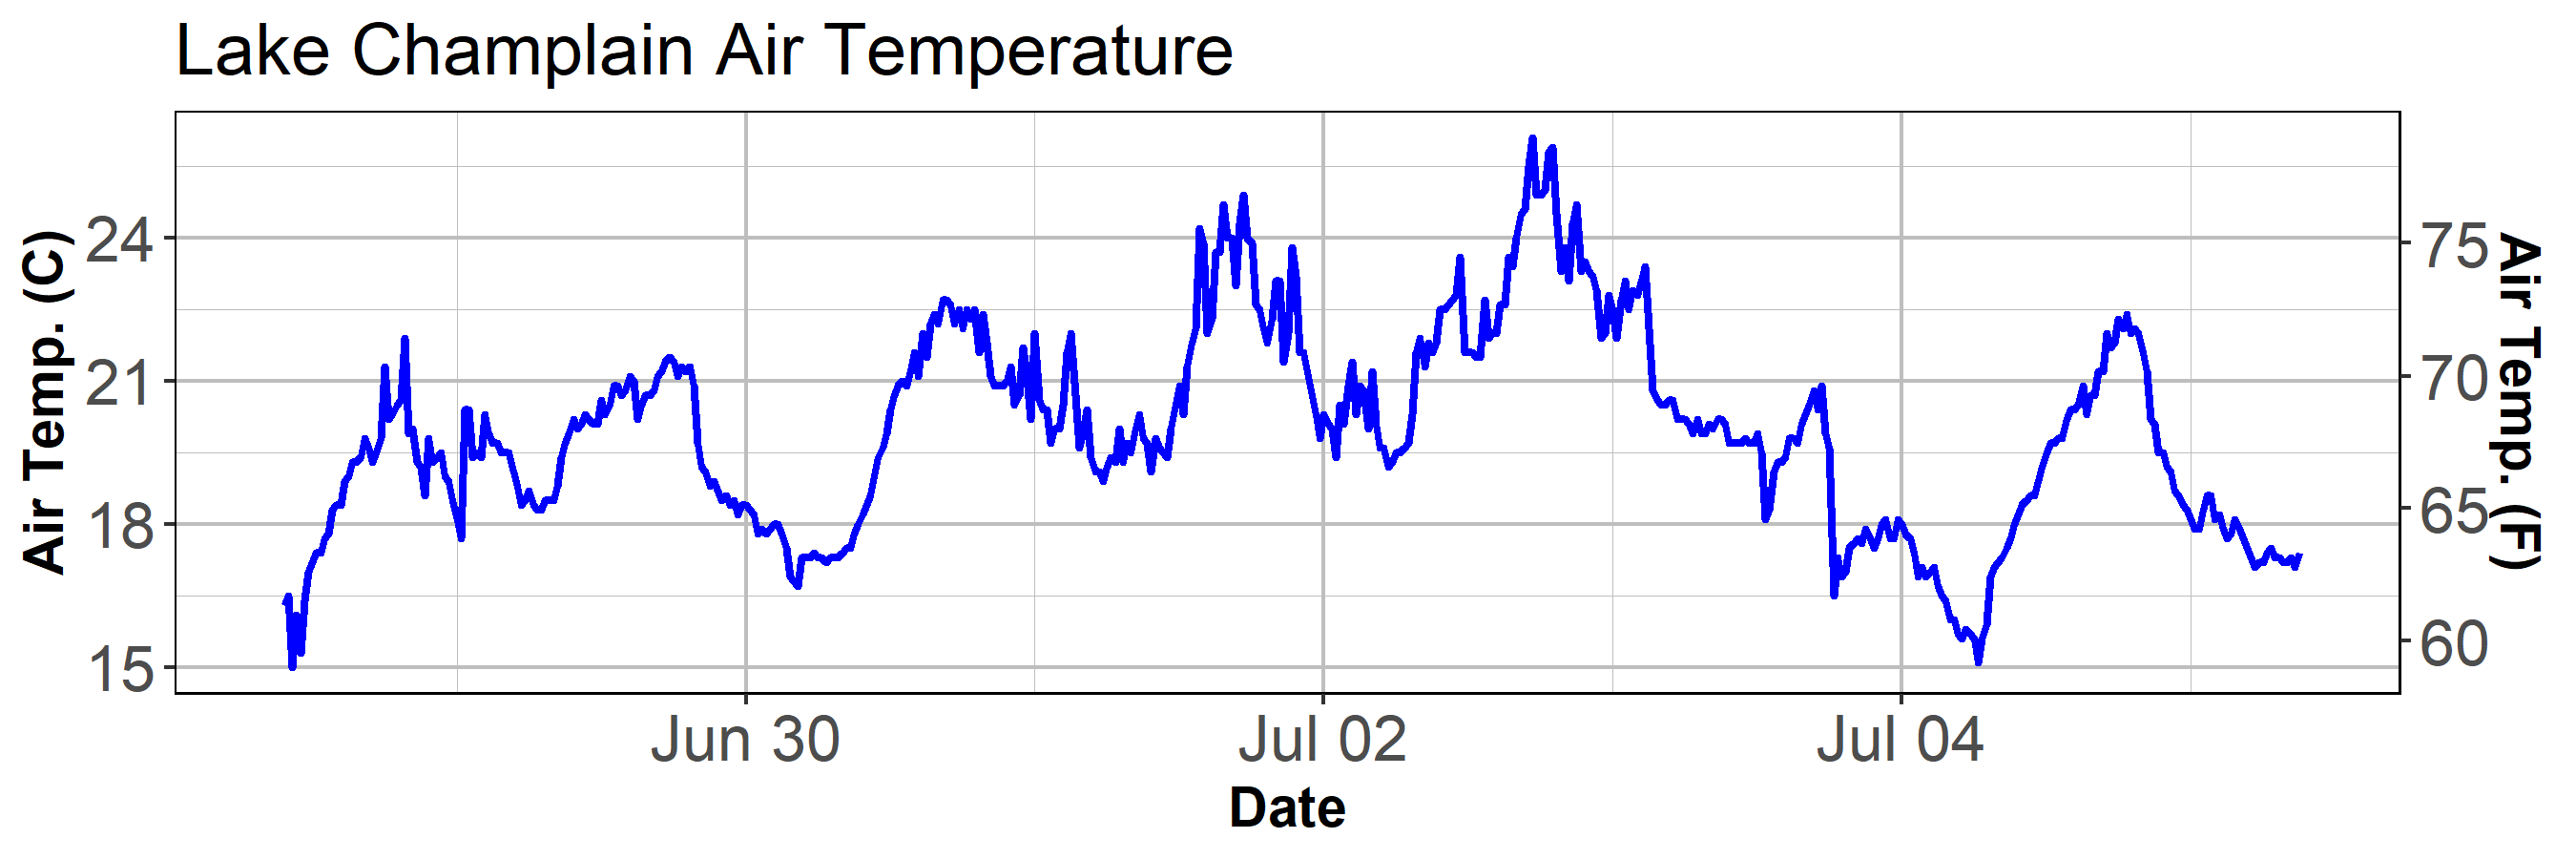 Lake Champlain Air Temperature
Air Temp. (C)
24
21
18
15
75
70
65
60
Air Temp. (F)
Jun 30
Jul 02
Jul 04
Date